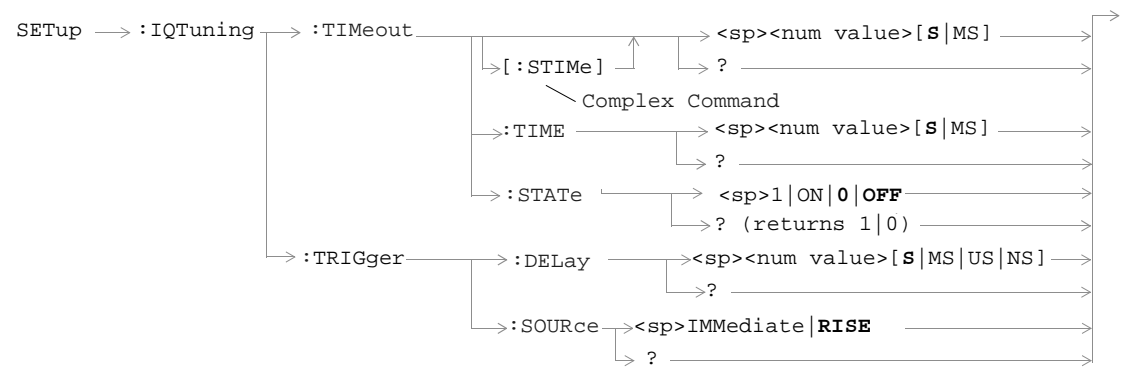 SETup :IQTuning :TIMeout <sp><num value>[S|MS]
[:STIMe] ?
Complex Command
:TIME <sp><num value>[S|MS]
?
:STATe <sp>1|ON|0|OFF
? (returns 1|0)
:TRIGger :DELay <sp><num value>[S|MS|US|NS]
?
:SOURce <sp>IMMediate|RISE
?